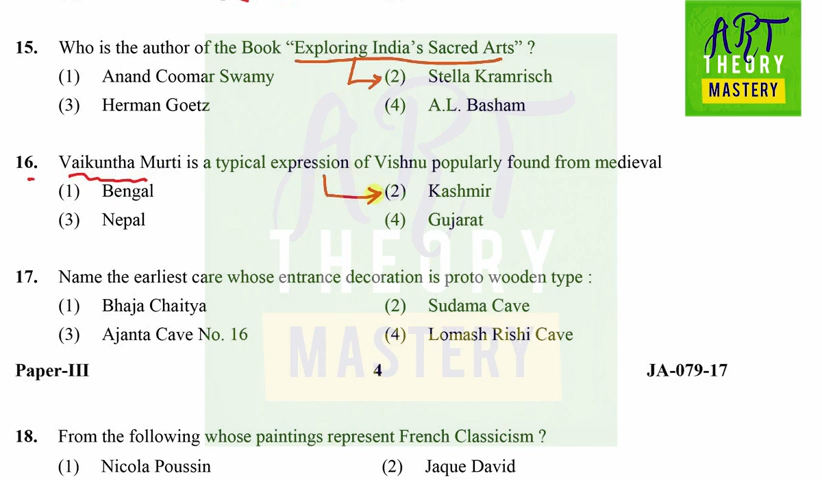 15. Who is the author of the Book “Exploring India’s Sacred Arts” ?
(1) Anand Coomar Swamy (2) Stella Kramrisch
(3) Herman Goetz (4) A.L. Basham
16. Vaikuntha Murti is a typical expression of Vishnu popularly found from medieval
(1) Bengal (2) Kashmir
(3) Nepal (4) Gujarat
17. Name the earliest care whose entrance decoration is proto wooden type :
(1) Bhaja Chaitya (2) Sudama Cave
(3) Ajanta Cave No. 16 (4) Lomash Rishi Cave
Paper-III 4 JA-079-17
18. From the following whose paintings represent French Classicism ?
(1) Nicola Poussin (2) Jaque David
ART
THEORY
MASTERY
ART
THEORY
MASTERY